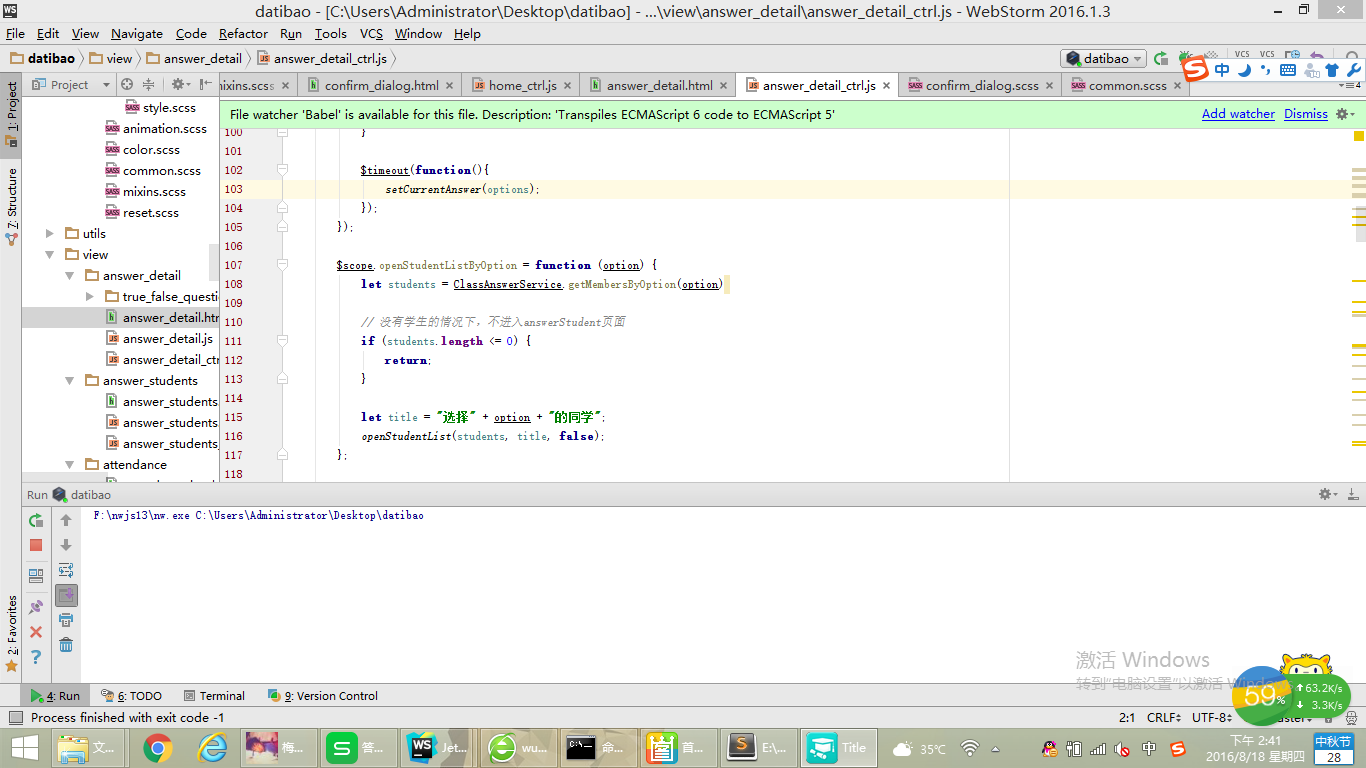 datibao - [C:\Users\Administrator\Desktop\datibao] - ...\view\answer_detail\answer_detail_ctrl.js - WebStorm 2016.1.3
File Edit View Navigate Code Refactor Run Tools VCS Window Help
datibao view answer_detail answer_detail_ctrl.js datibao VCS VCS 中
Project mixins.scss confirm_dialog.html home_ctrl.js answer_detail.html answer_detail_ctrl.js confirm_dialog.scss common.scss
1: Project
7: Structure
2: Favorites
File watcher 'Babel' is available for this file. Description: 'Transpiles ECMAScript 6 code to ECMAScript 5' Add watcher Dismiss
style.scss
animation.scss
color.scss
common.scss
mixins.scss
reset.scss
utils
view
answer_detail
true_false_questi
answer_detail.htm
answer_detail.js
answer_detail_ctr
answer_students
answer_students.
answer_students.
answer_students_
attendance
100 }
101
102 $timeout(function(){
103 setCurrentAnswer(options);
104 });
105 });
106
107 $scope.openStudentListByOption = function (option) {
108 let students = ClassAnswerService.getMembersByOption(option)
109
110 // 没有学生的情况下，不进入answerStudent页面
111 if (students.length <= 0) {
112 return;
113 }
114
115 let title = "选择" + option + "的同学";
116 openStudentList(students, title, false);
117 };
118
Run datibao
F:\nwjs13\nw.exe C:\Users\Administrator\Desktop\datibao
激活 Windows
转到"电脑设置"以激活 Windows
59%
63.2K/s
3.3K/s
4: Run 6: TODO Terminal 9: Version Control
Process finished with exit code -1 2:1 CRLF UTF-8
文... 梅... 答... Jet... wu... 命... 首... E:\... Title 35℃ 中
下午 2:41
2016/8/18 星期四
中秋节
28